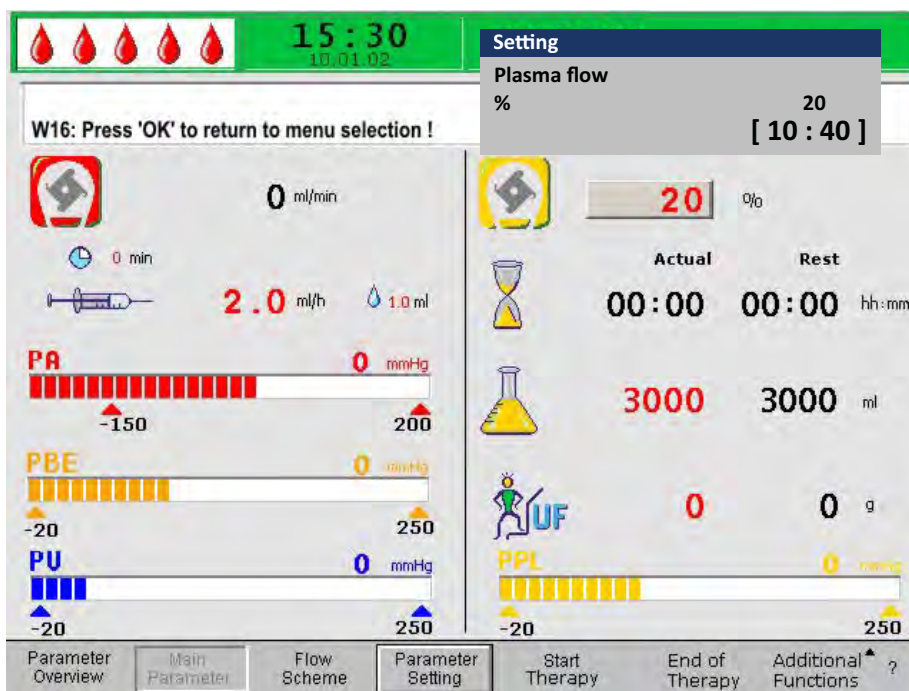 15:30
10.01.02
Setting
Plasma flow
% 20
[ 10 : 40 ]
W16: Press 'OK' to return to menu selection !
0 ml/min
20 %
0 min
Actual Rest
2.0 ml/h 1.0 ml
00:00 00:00 hh:mm
PA 0 mmHg
-150 200
3000 3000 ml
PBE 0 mmHg
-20 250
UF 0 0 g
PV 0 mmHg
-20 250
PPL 0 mmHg
-20 250
Parameter Overview
Main Parameter
Flow Scheme
Parameter Setting
Start Therapy
End of Therapy
Additional Functions
?